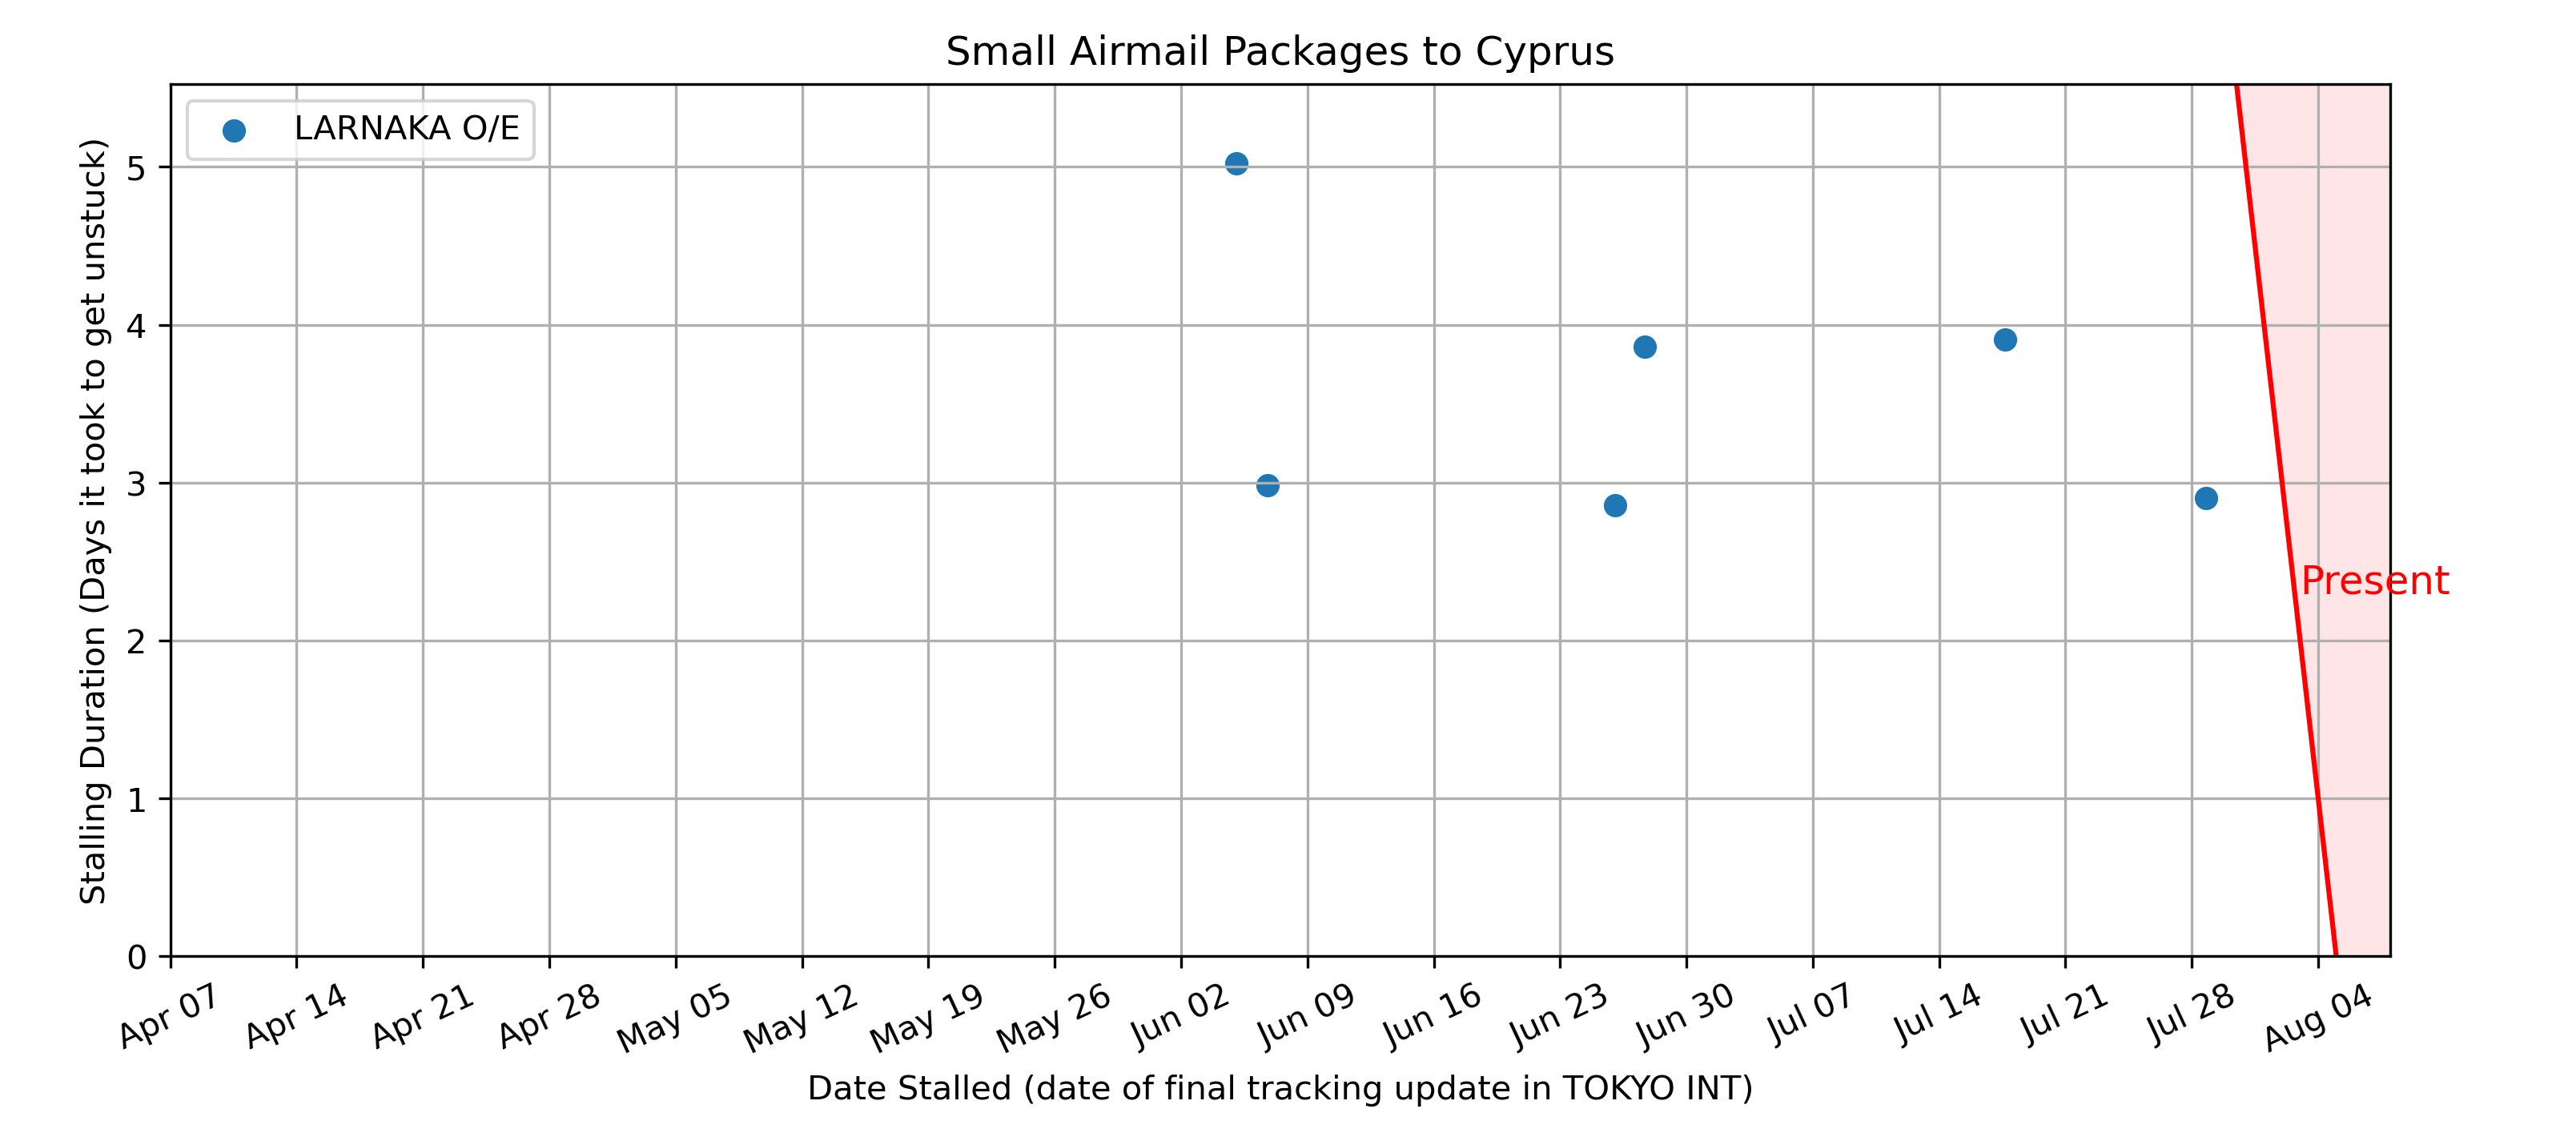 Small Airmail Packages to Cyprus
LARNAKA O/E
Stalling Duration (Days it took to get unstuck)
5
4
3
2
1
0
Present
Apr 07
Apr 14
Apr 21
Apr 28
May 05
May 12
May 19
May 26
Jun 02
Jun 09
Jun 16
Jun 23
Jun 30
Jul 07
Jul 14
Jul 21
Jul 28
Aug 04
Date Stalled (date of final tracking update in TOKYO INT)